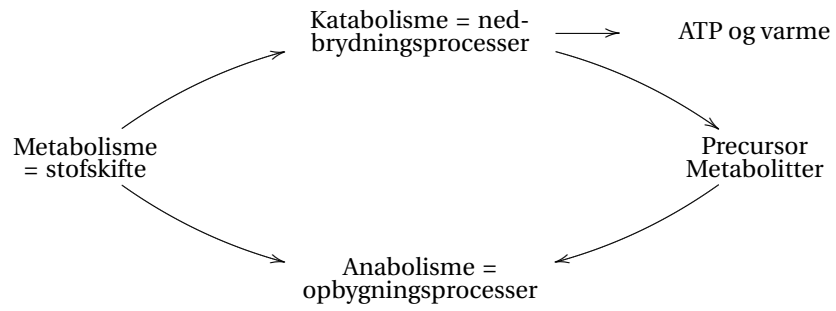 Katabolisme = ned-
brydningsprocesser
ATP og varme
Metabolisme
= stofskifte
Precursor
Metabolitter
Anabolisme =
opbygningsprocesser